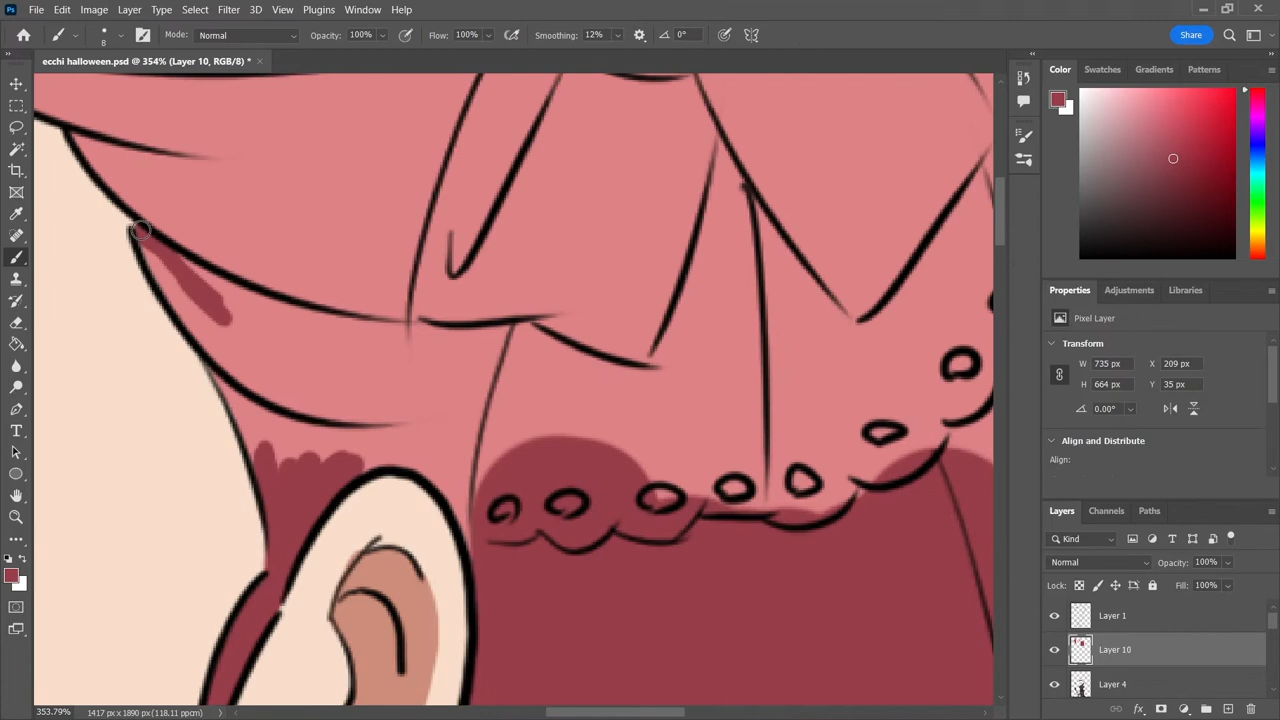 Ps File Edit Image Layer Type Select Filter 3D View Plugins Window Help
8 Mode: Normal Opacity: 100% Flow: 100% Smoothing: 12% 0° Share
ecchi halloween.psd @ 354% (Layer 10, RGB/8) * ×
Color Swatches Gradients Patterns
Properties Adjustments Libraries
Pixel Layer
Transform
W 735 px X 209 px
H 664 px Y 35 px
0.00°
Align and Distribute
Align:
Layers Channels Paths
Kind
Normal Opacity: 100%
Lock: Fill: 100%
Layer 1
Layer 10
Layer 4
fx
353.79% 1417 px x 1890 px (118.11 ppcm)